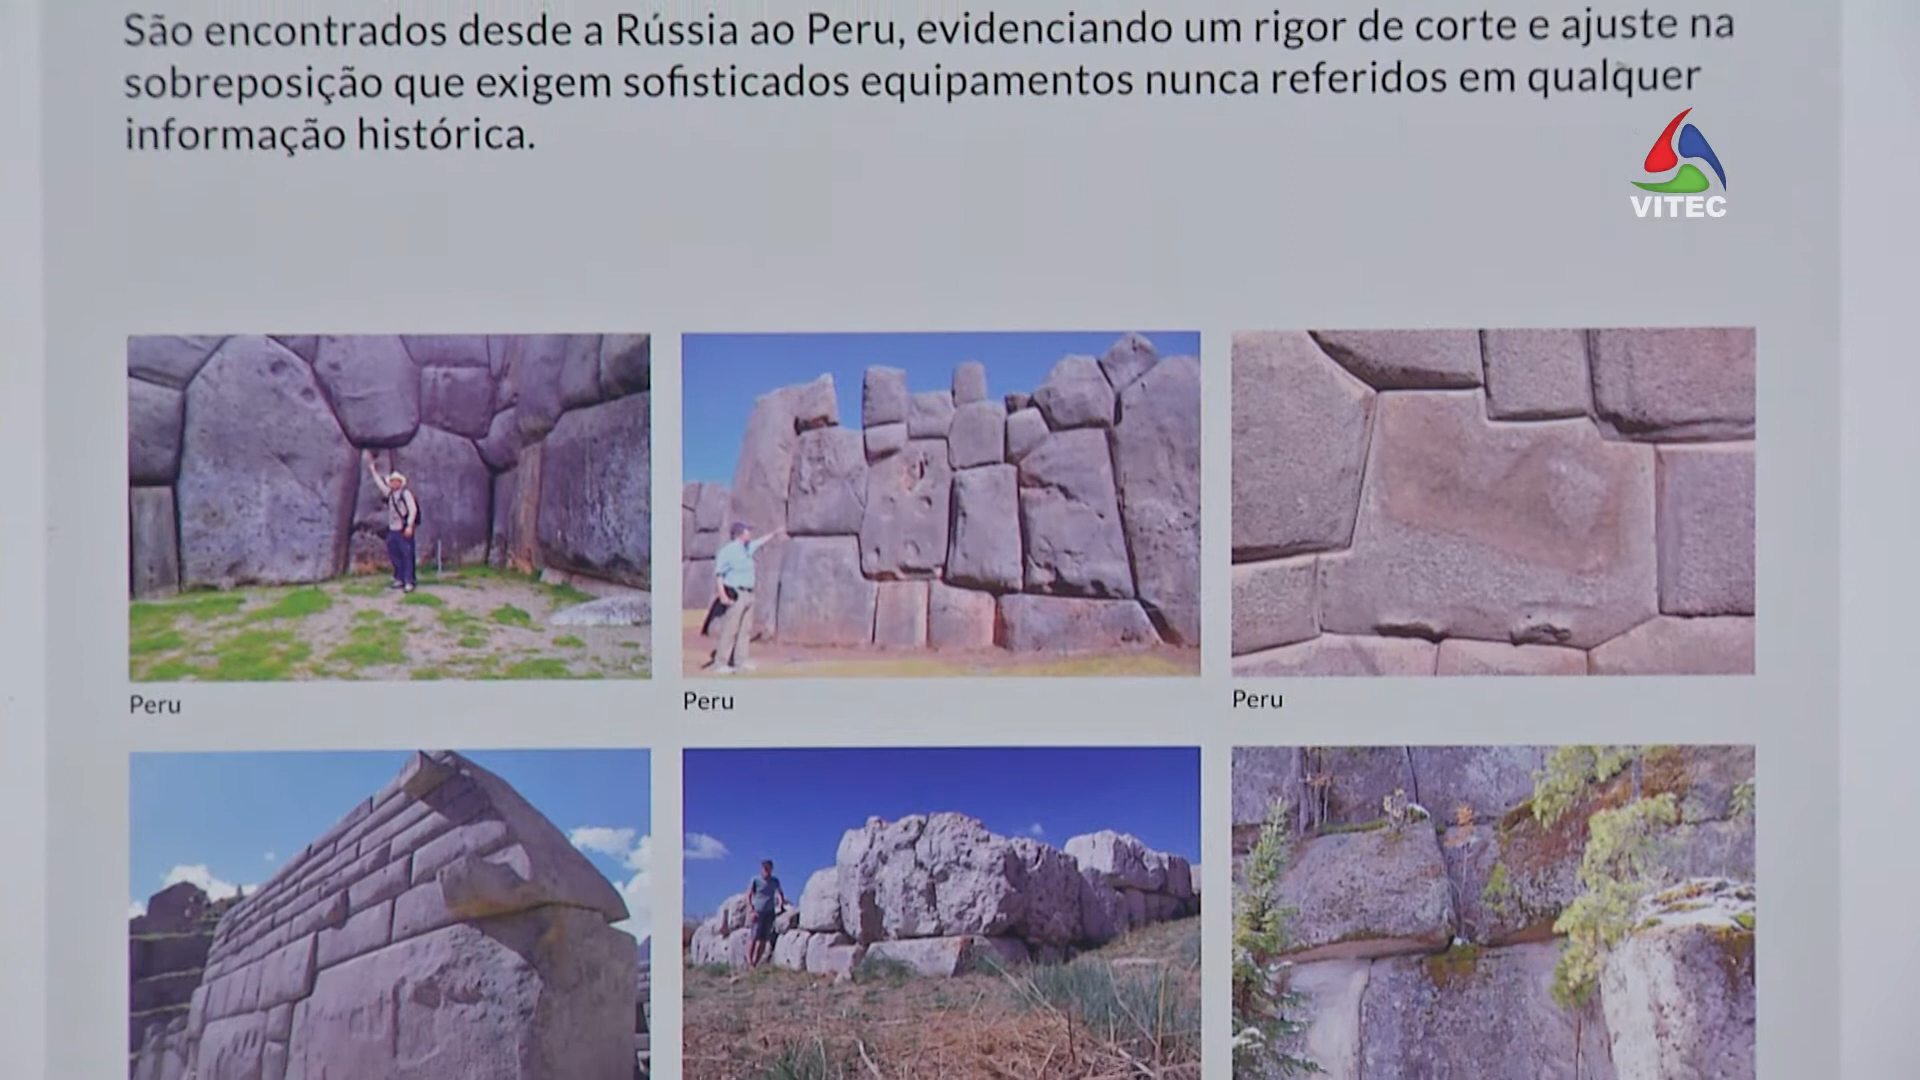 São encontrados desde a Rússia ao Peru, evidenciando um rigor de corte e ajuste na
sobreposição que exigem sofisticados equipamentos nunca referidos em qualquer
informação histórica.
VITEC
Peru
Peru
Peru